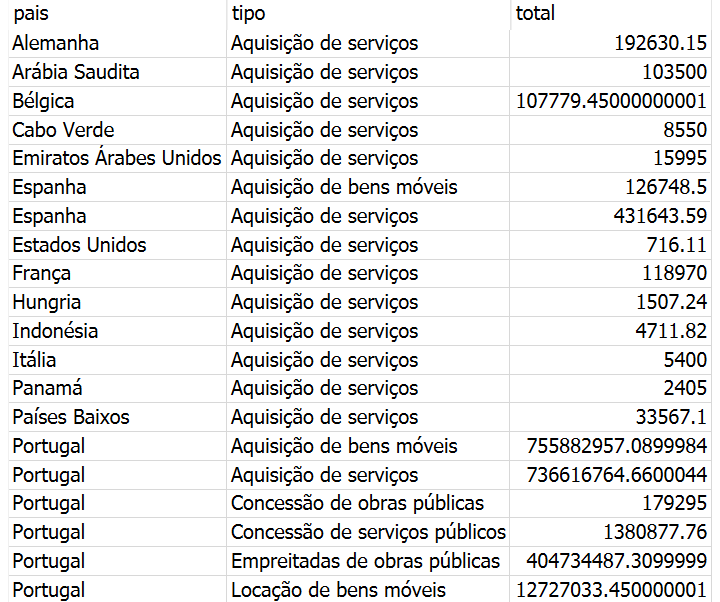 pais tipo total
Alemanha Aquisição de serviços 192630.15
Arábia Saudita Aquisição de serviços 103500
Bélgica Aquisição de serviços 107779.45000000001
Cabo Verde Aquisição de serviços 8550
Emiratos Árabes Unidos Aquisição de serviços 15995
Espanha Aquisição de bens móveis 126748.5
Espanha Aquisição de serviços 431643.59
Estados Unidos Aquisição de serviços 716.11
França Aquisição de serviços 118970
Hungria Aquisição de serviços 1507.24
Indonésia Aquisição de serviços 4711.82
Itália Aquisição de serviços 5400
Panamá Aquisição de serviços 2405
Países Baixos Aquisição de serviços 33567.1
Portugal Aquisição de bens móveis 755882957.0899984
Portugal Aquisição de serviços 736616764.6600044
Portugal Concessão de obras públicas 179295
Portugal Concessão de serviços públicos 1380877.76
Portugal Empreitadas de obras públicas 404734487.3099999
Portugal Locação de bens móveis 12727033.450000001